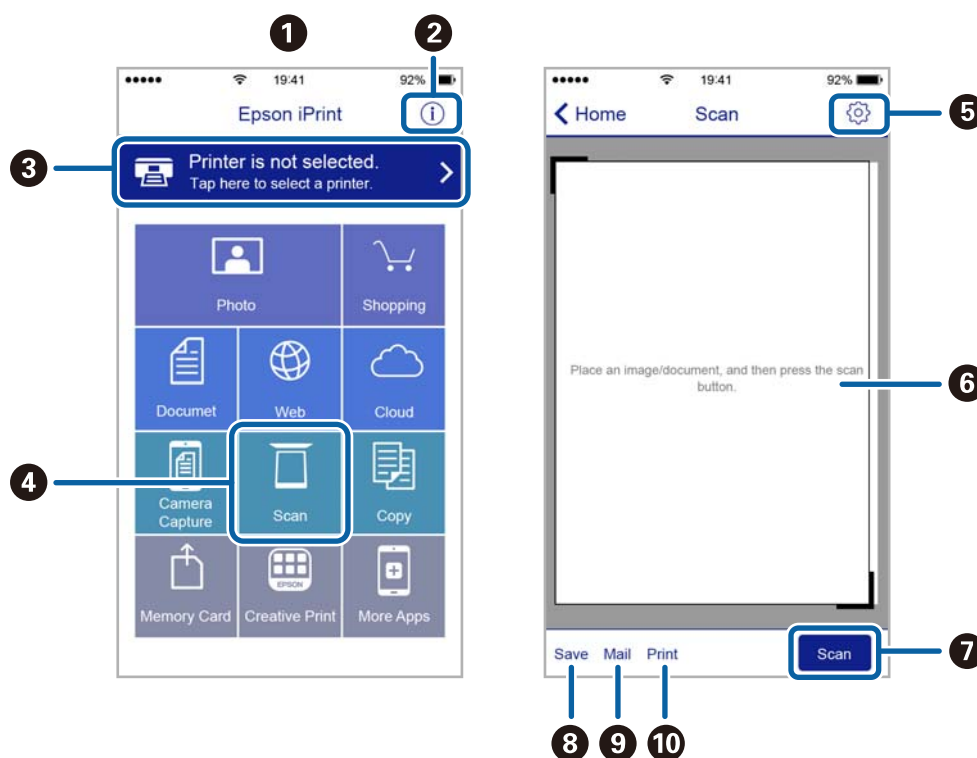 1
2
19:41
92%
Epson iPrint
i
3
Printer is not selected.
Tap here to select a printer.
Photo
Shopping
Documet
Web
Cloud
4
Camera
Capture
Scan
Copy
EPSON
Memory Card
Creative Print
More Apps
19:41
92%
Home
Scan
5
Place an image/document, and then press the scan
button.
6
Save
Mail
Print
Scan
7
8
9
10